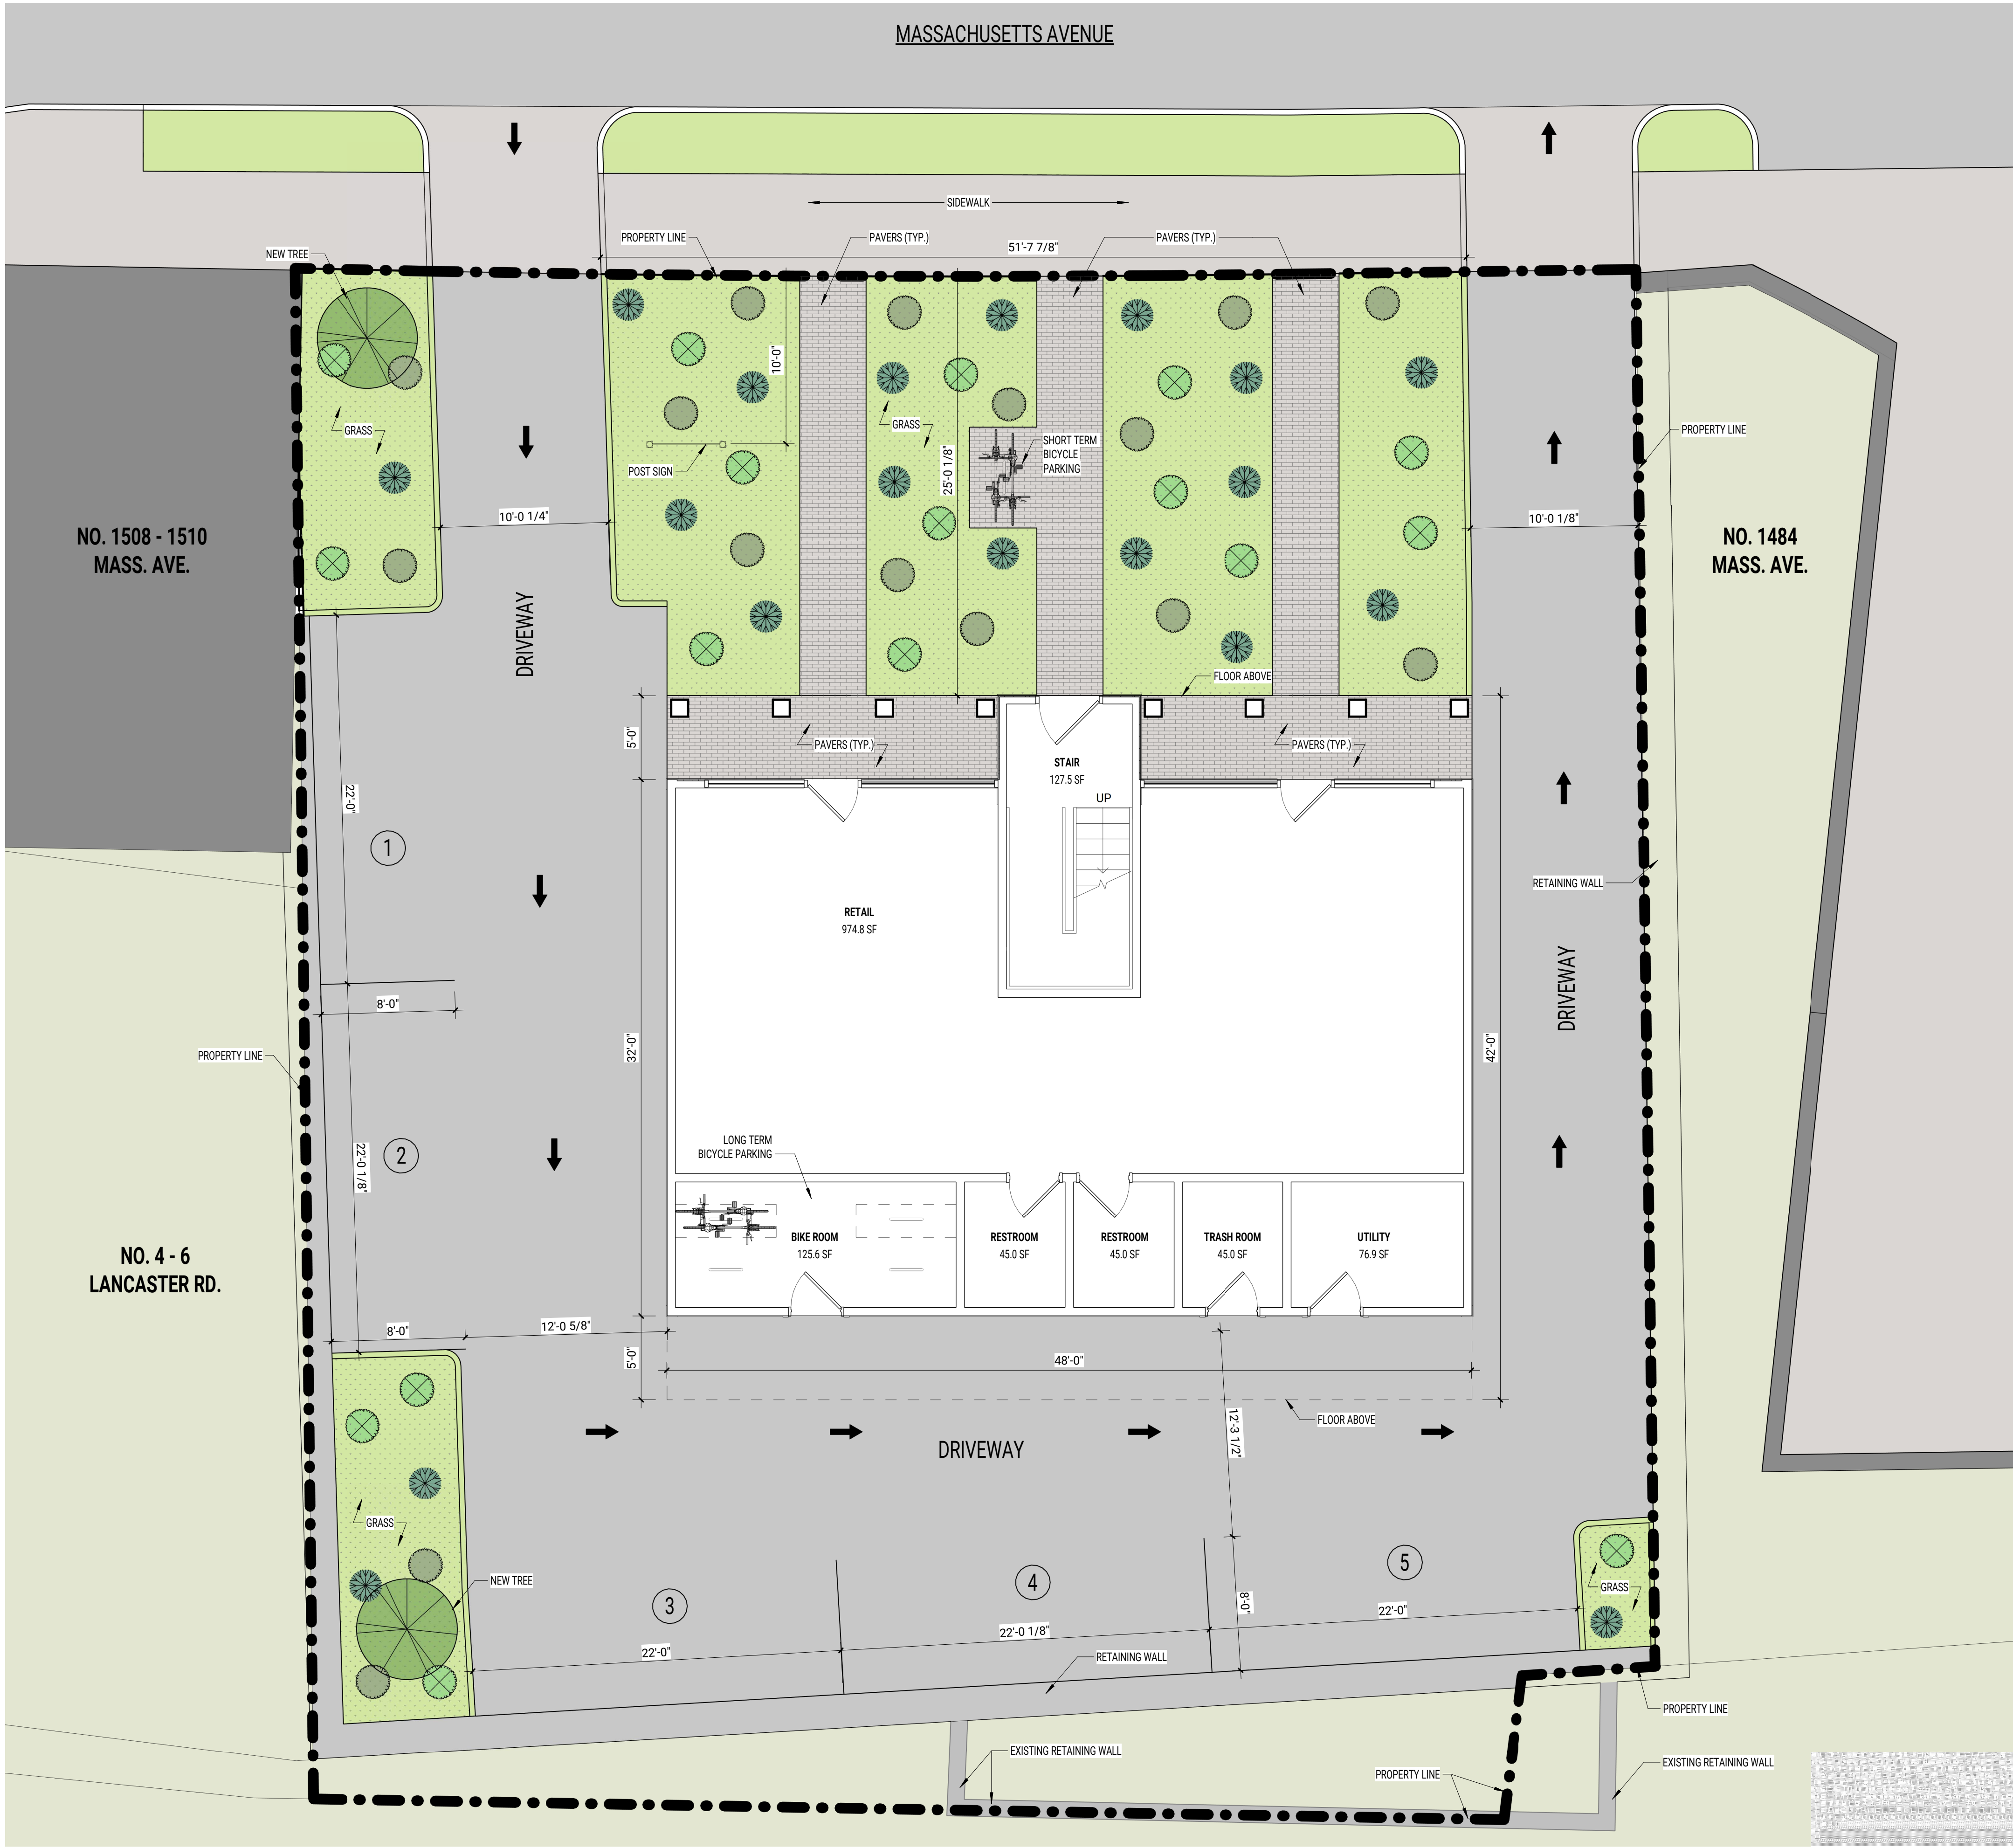 MASSACHUSETTS AVENUE
SIDEWALK
PROPERTY LINE
PAVERS (TYP.)
51'-7 7/8"
PAVERS (TYP.)
NEW TREE
10'-0"
GRASS
GRASS
PROPERTY LINE
POST SIGN
25'-0 1/8"
SHORT TERM
BICYCLE
PARKING
10'-0 1/4"
10'-0 1/8"
NO. 1508 - 1510
MASS. AVE.
NO. 1484
MASS. AVE.
DRIVEWAY
FLOOR ABOVE
5'-0"
PAVERS (TYP.)
PAVERS (TYP.)
STAIR
127.5 SF
UP
22'-0"
1
RETAINING WALL
RETAIL
974.8 SF
DRIVEWAY
8'-0"
PROPERTY LINE
32'-0"
42'-0"
LONG TERM
BICYCLE PARKING
2
22'-0 1/8"
BIKE ROOM
125.6 SF
RESTROOM
45.0 SF
RESTROOM
45.0 SF
TRASH ROOM
45.0 SF
UTILITY
76.9 SF
NO. 4 - 6
LANCASTER RD.
8'-0"
12'-0 5/8"
5'-0"
48'-0"
FLOOR ABOVE
12'-3 1/2"
DRIVEWAY
GRASS
NEW TREE
3
4
5
GRASS
8'-0"
22'-0"
22'-0 1/8"
22'-0"
RETAINING WALL
PROPERTY LINE
EXISTING RETAINING WALL
PROPERTY LINE
EXISTING RETAINING WALL